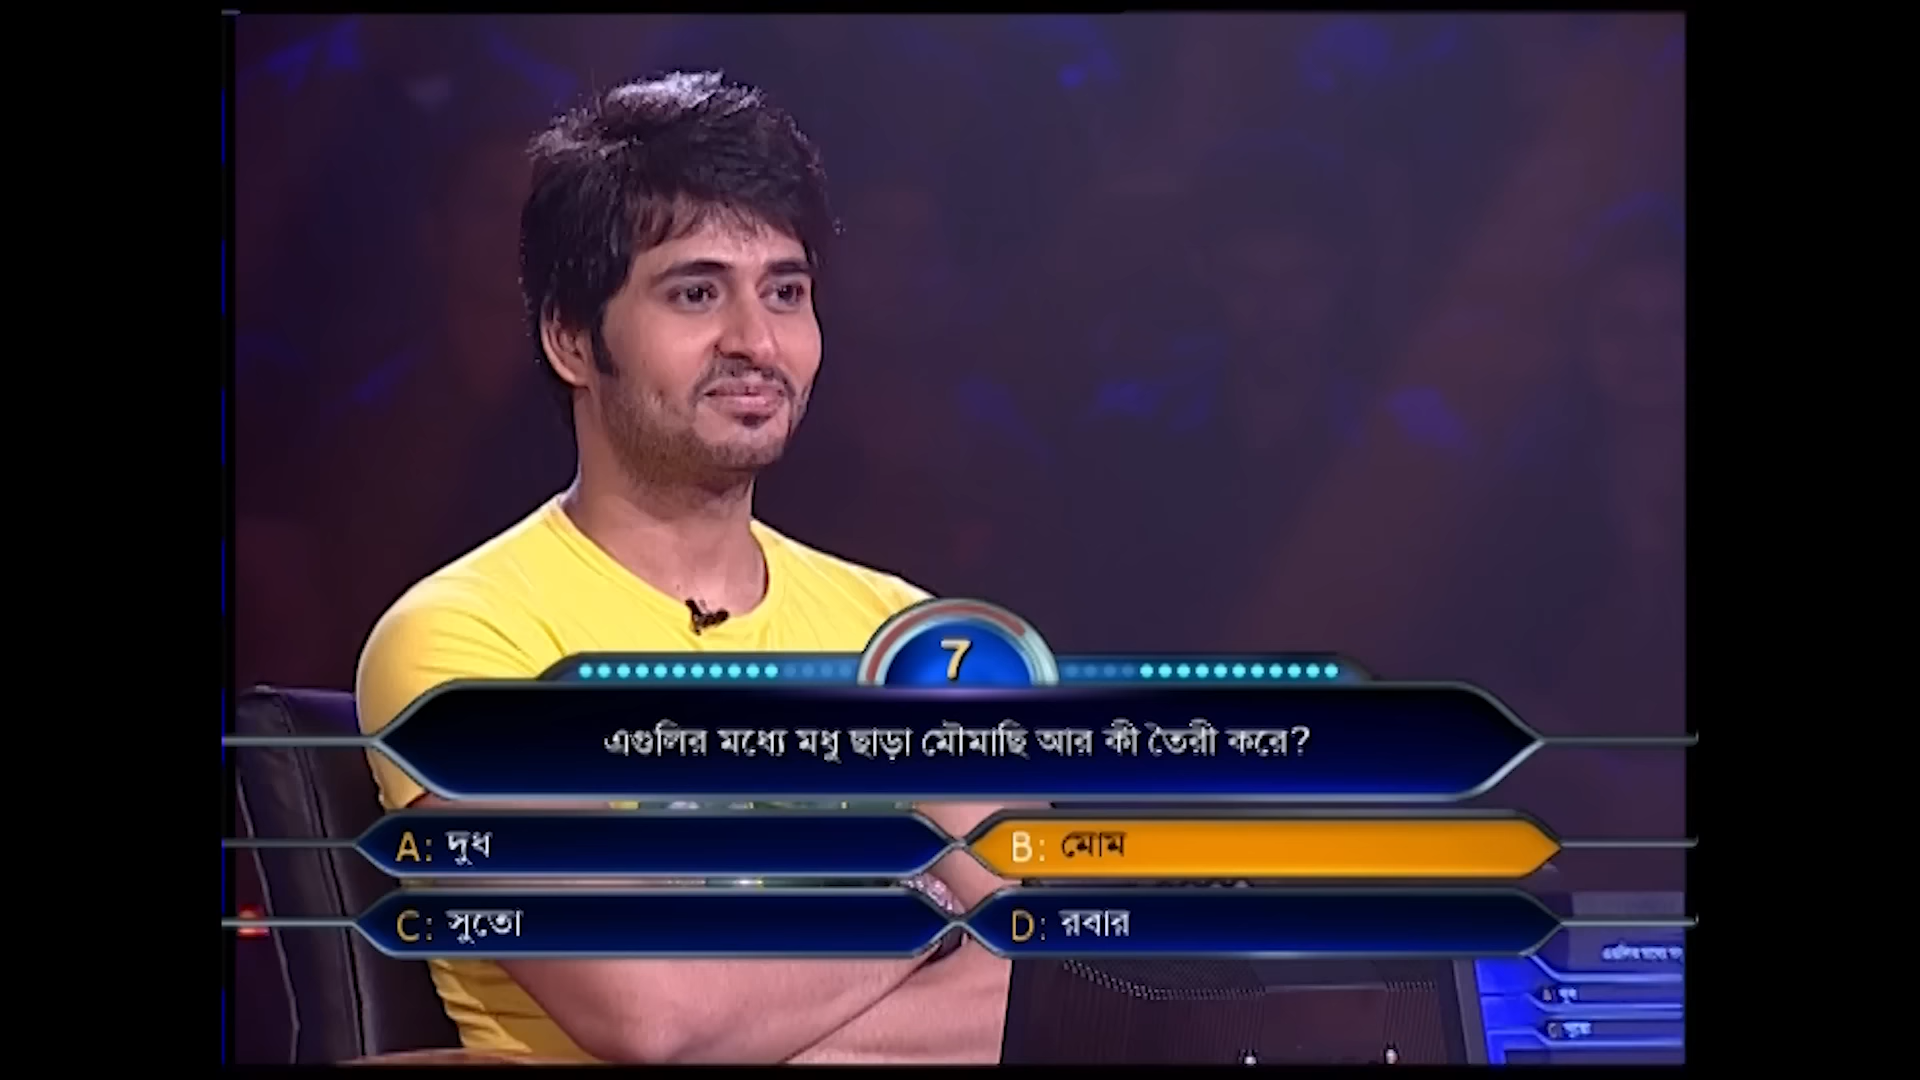 7
এগুলির মধ্যে মধু ছাড়া মৌমাছি আর কী তৈরী করে?
A: দুধ
B: মোম
C: সুতো
D: রবার